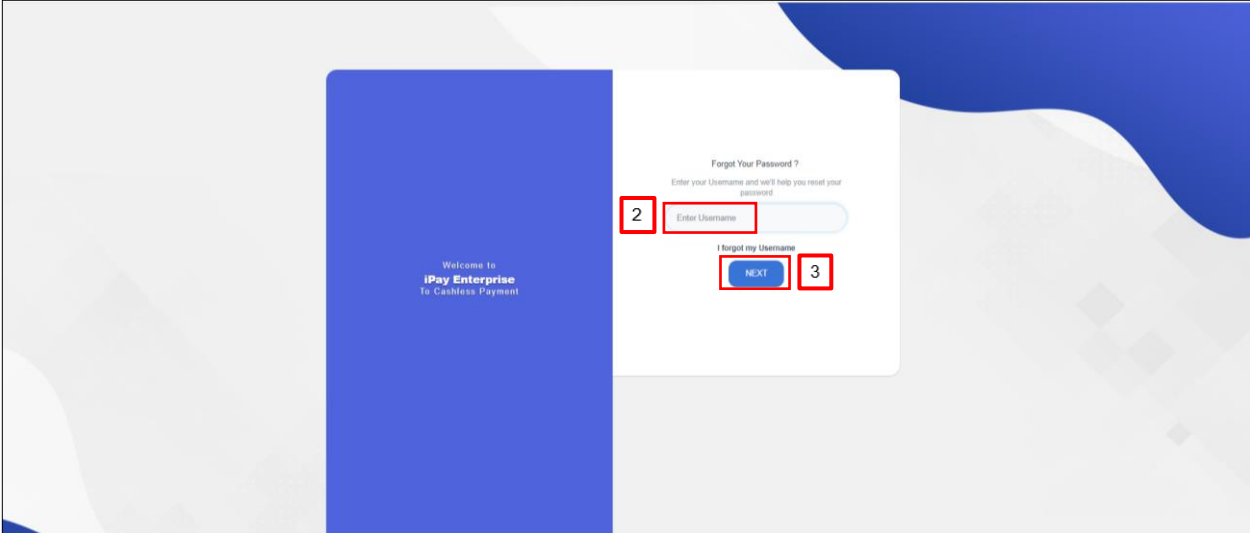 Forgot Your Password ?
Enter your Username and we'll help you reset your
password
2
Enter Username
I forgot my Username
NEXT
3
Welcome to
iPay Enterprise
To Cashless Payment